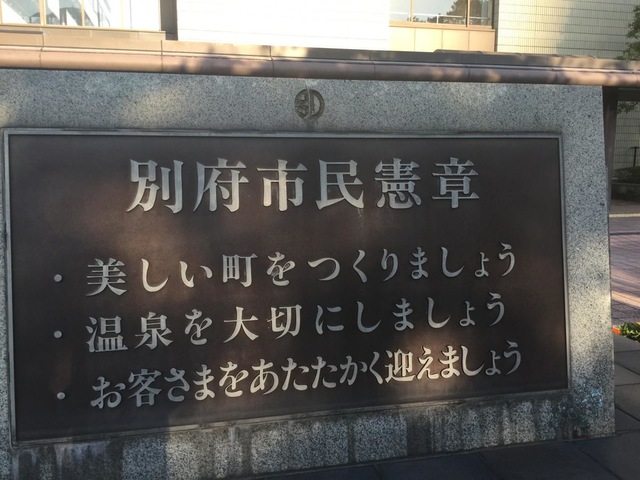 別府市民憲章
・美しい町をつくりましょう
・温泉を大切にしましょう
・お客さまをあたたかく迎えましょう